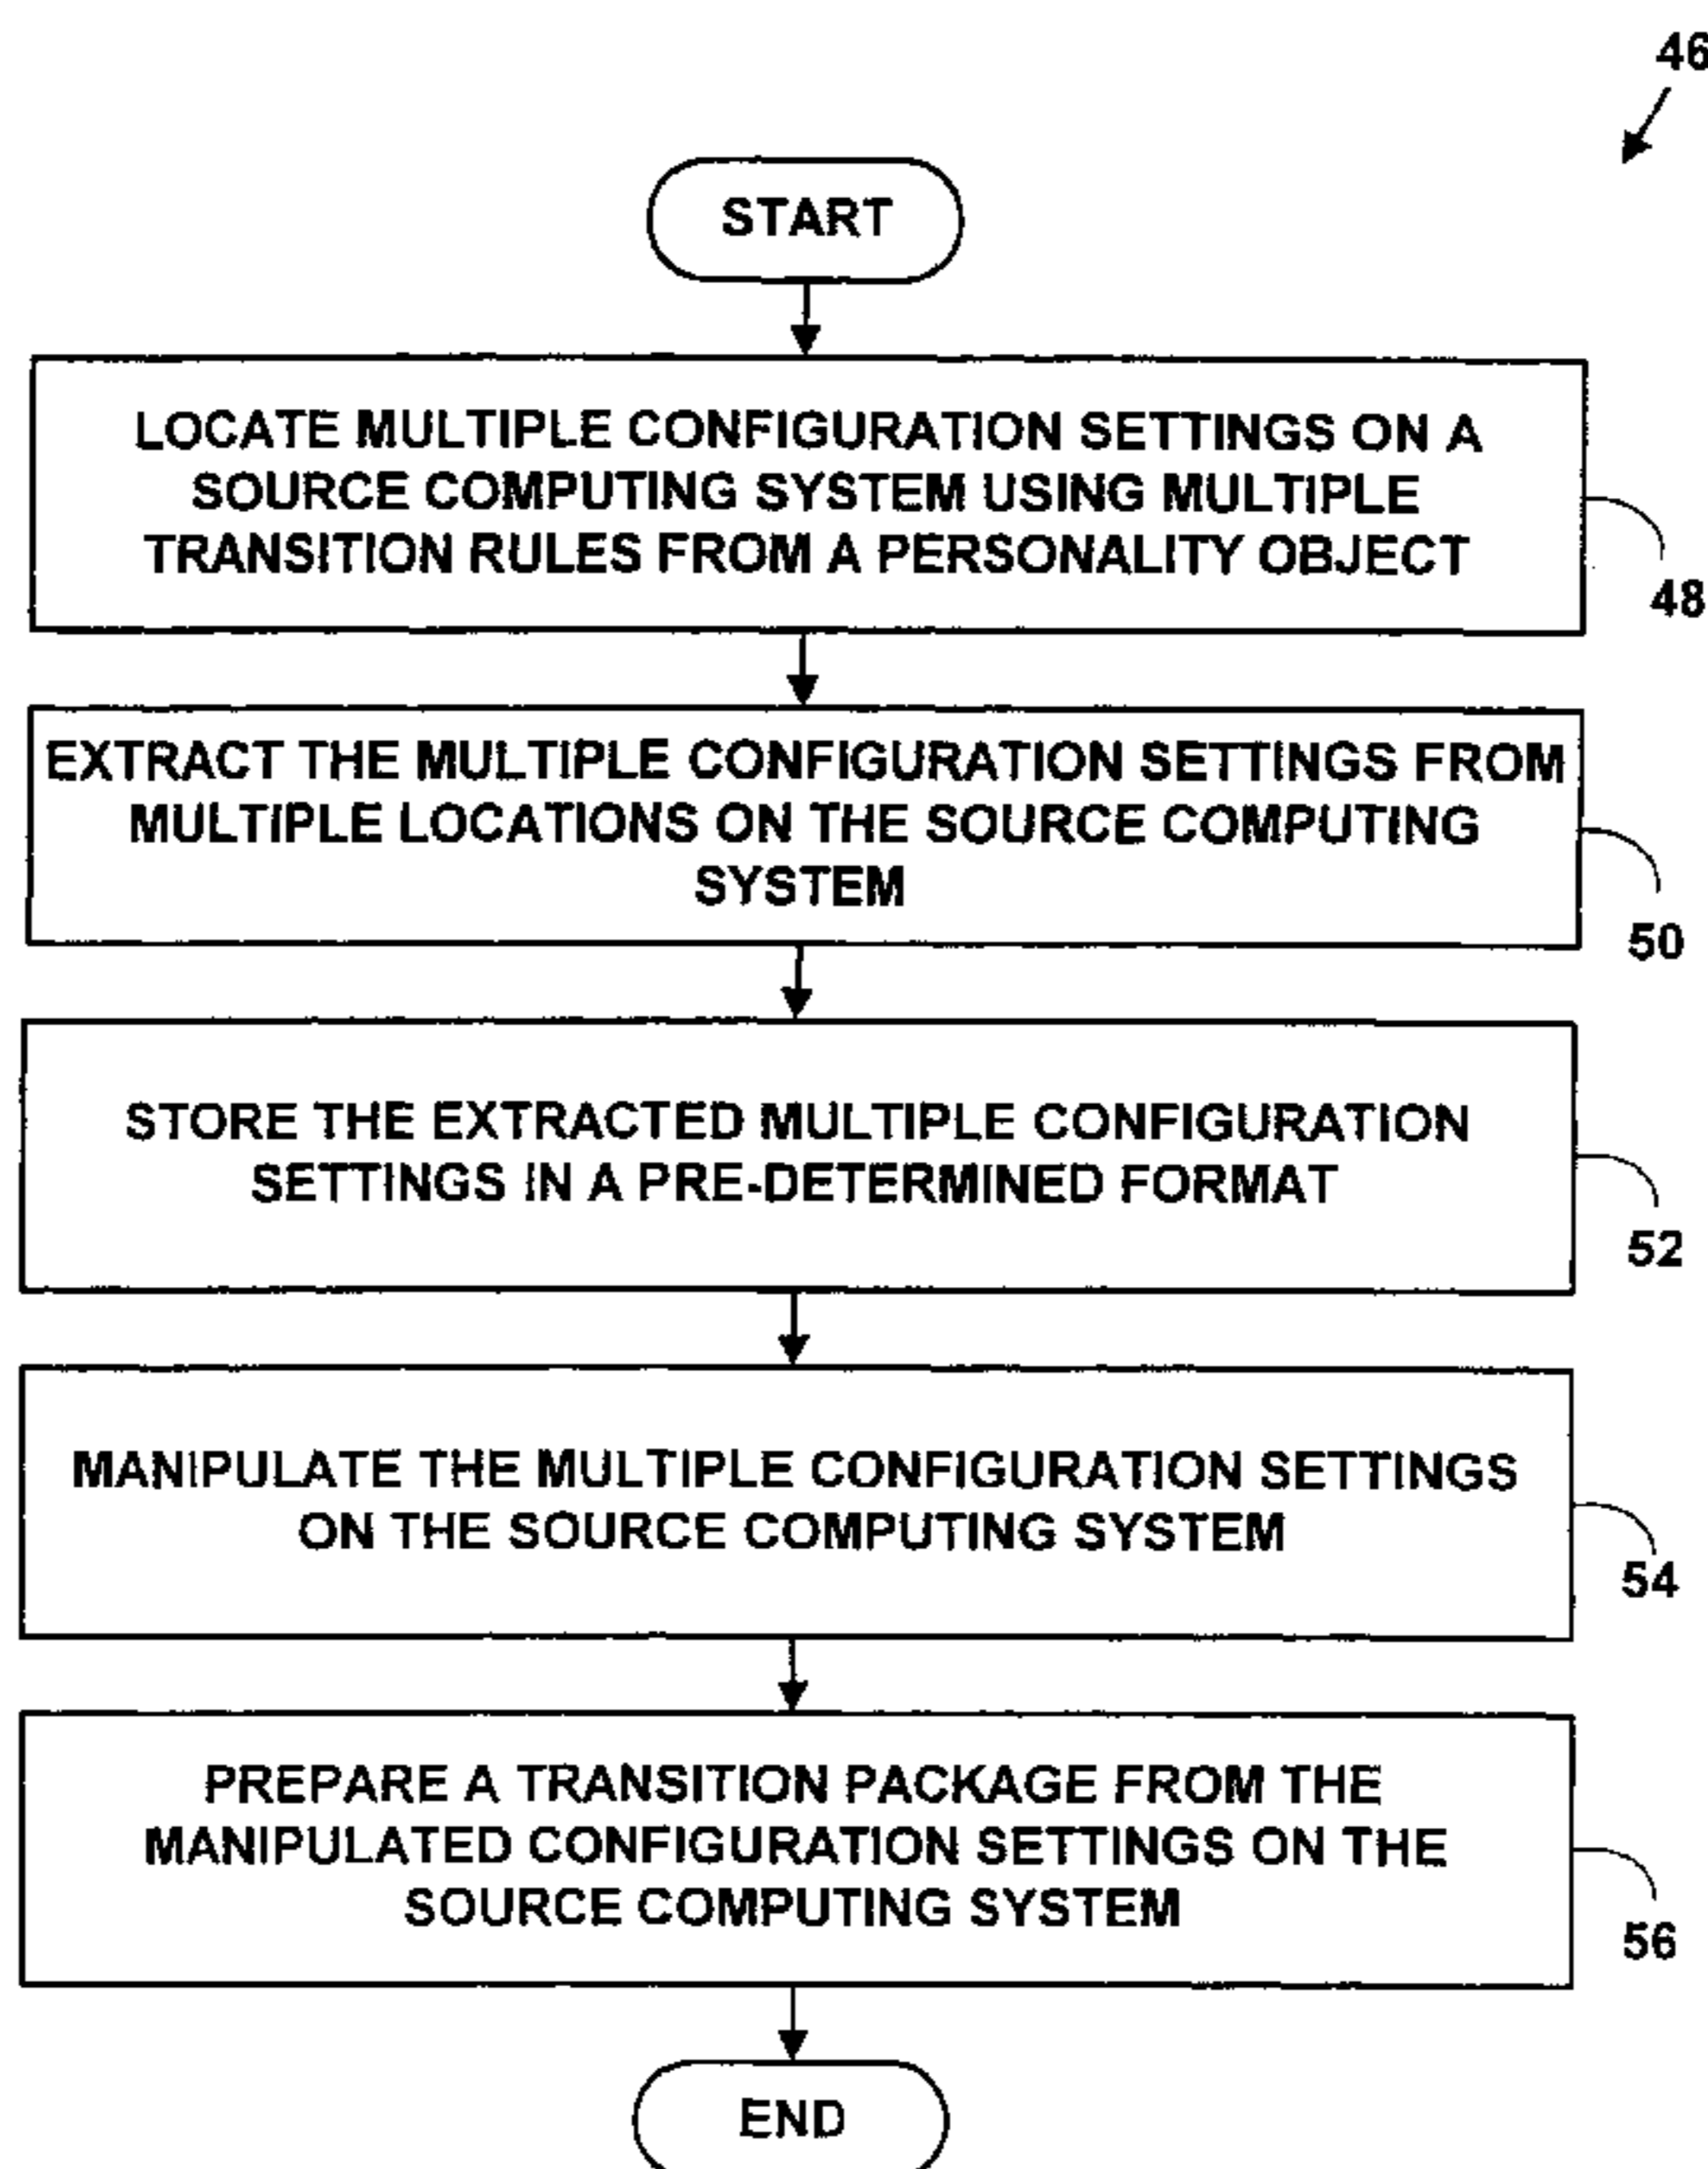 46
START
LOCATE MULTIPLE CONFIGURATION SETTINGS ON A
SOURCE COMPUTING SYSTEM USING MULTIPLE
TRANSITION RULES FROM A PERSONALITY OBJECT
48
EXTRACT THE MULTIPLE CONFIGURATION SETTINGS FROM
MULTIPLE LOCATIONS ON THE SOURCE COMPUTING
SYSTEM
50
STORE THE EXTRACTED MULTIPLE CONFIGURATION
SETTINGS IN A PRE-DETERMINED FORMAT
52
MANIPULATE THE MULTIPLE CONFIGURATION SETTINGS
ON THE SOURCE COMPUTING SYSTEM
54
PREPARE A TRANSITION PACKAGE FROM THE
MANIPULATED CONFIGURATION SETTINGS ON THE
SOURCE COMPUTING SYSTEM
56
END